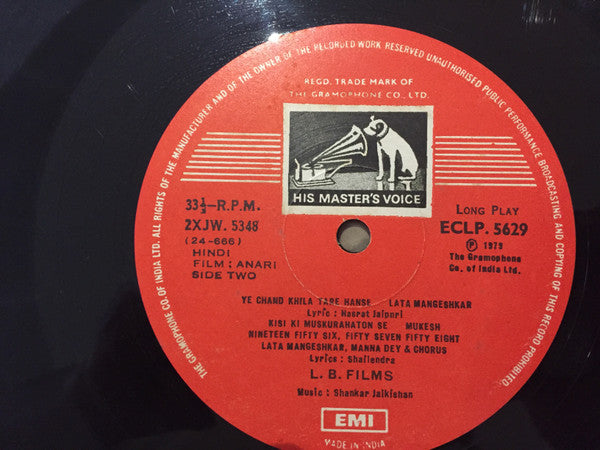 THE GRAMOPHONE CO. OF INDIA LTD. ALL RIGHTS OF THE MANUFACTURER AND OF THE OWNER OF THE RECORDED WORK RESERVED UNAUTHORISED PUBLIC PERFORMANCE BROADCASTING AND COPYING OF THIS RECORD PROHIBITED.
REGD. TRADE MARK OF
THE GRAMOPHONE CO., LTD.
HIS MASTER'S VOICE
33⅓-R.P.M.
2XJW. 5348
(24-666)
HINDI
FILM : ANARI
SIDE TWO
LONG PLAY
ECLP. 5629
Ⓟ 1979
The Gramophone
Co. of India Ltd.
YE CHAND KHILA TARE HANSE LATA MANGESHKAR
Lyric : Hasrat Jaipuri
KISI KI MUSKURAHATON SE MUKESH
NINETEEN FIFTY SIX, FIFTY SEVEN FIFTY EIGHT
LATA MANGESHKAR, MANNA DEY & CHORUS
Lyrics : Shailendra
L. B. FILMS
Music : Shankar Jaikishan
EMI
MADE IN INDIA